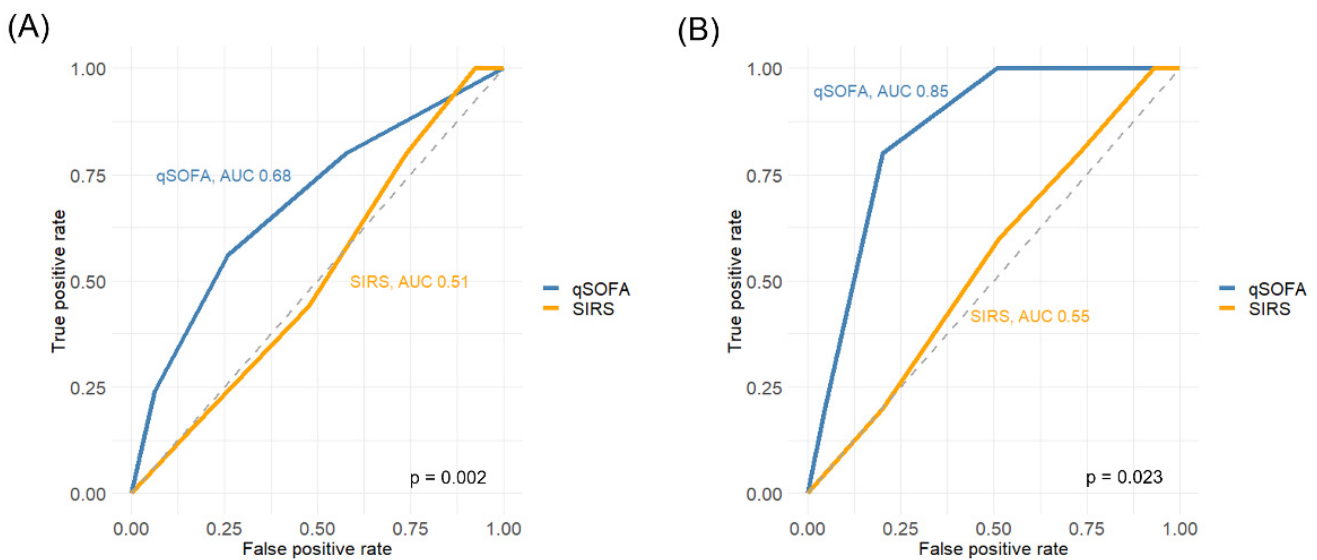 (A)
1.00
0.75
0.50
0.25
0.00
True positive rate
qSOFA, AUC 0.68
SIRS, AUC 0.51
p = 0.002
0.00 0.25 0.50 0.75 1.00
False positive rate
qSOFA
SIRS
(B)
1.00
0.75
0.50
0.25
0.00
True positive rate
qSOFA, AUC 0.85
SIRS, AUC 0.55
p = 0.023
0.00 0.25 0.50 0.75 1.00
False positive rate
qSOFA
SIRS